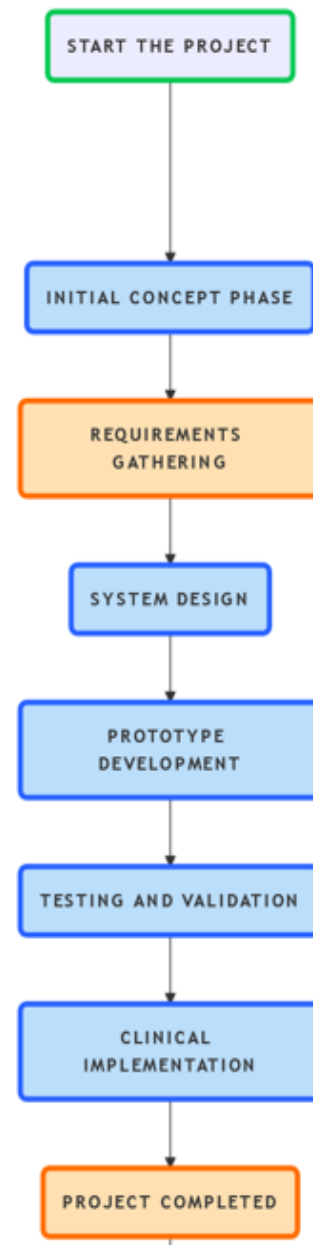 START THE PROJECT
INITIAL CONCEPT PHASE
REQUIREMENTS
GATHERING
SYSTEM DESIGN
PROTOTYPE
DEVELOPMENT
TESTING AND VALIDATION
CLINICAL
IMPLEMENTATION
PROJECT COMPLETED